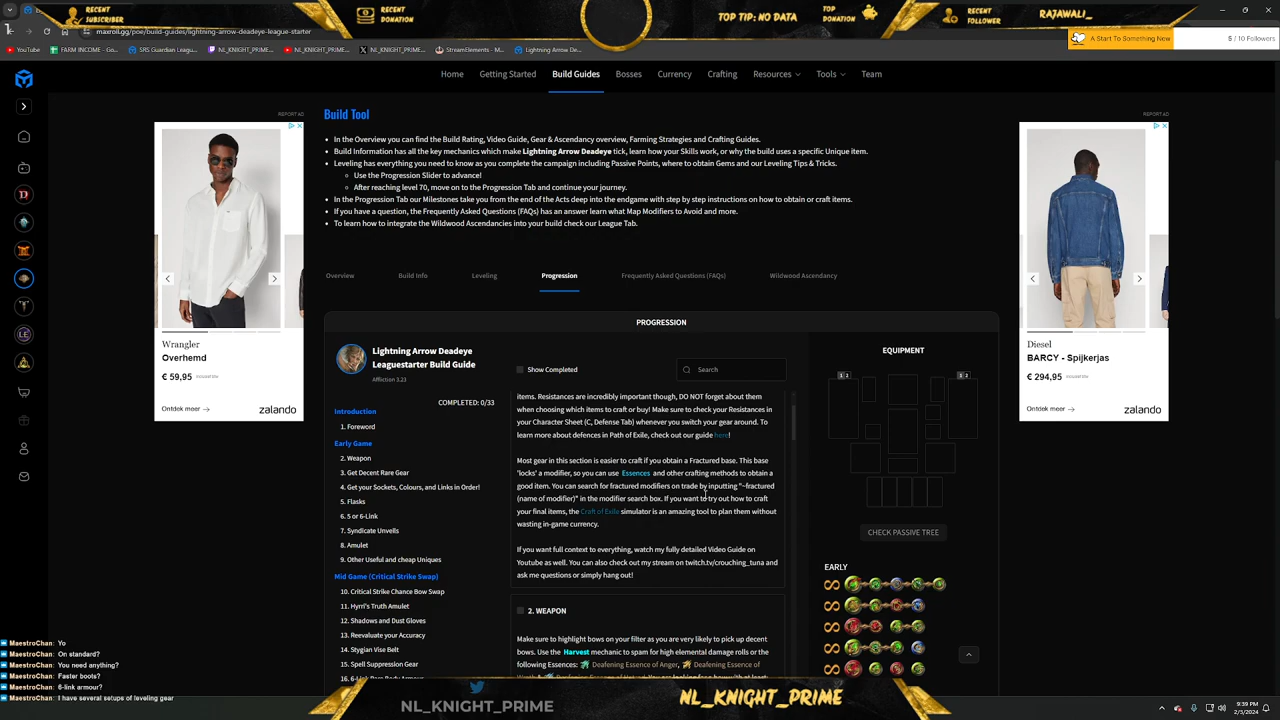 RECENT SUBSCRIBER
RECENT DONATION
TOP TIP: NO DATA
TOP DONATION
RECENT FOLLOWER
RAJAWALI_
maxroll.gg/poe/build-guides/lightning-arrow-deadeye-league-starter
A Start To Something New
5 / 10 Followers
YouTube
FARM INCOME - Go...
SRS Guardian Leag...
NL_KNIGHT_PRIME...
NL_KNIGHT_PRIME...
StreamElements - M...
Lightning Arrow De...
Home
Getting Started
Build Guides
Bosses
Currency
Crafting
Resources
Tools
Team
REPORT AD
REPORT AD
Build Tool
In the Overview you can find the Build Rating, Video Guide, Gear & Ascendancy overview, Farming Strategies and Crafting Guides.
Build Information has all the key mechanics which make Lightning Arrow Deadeye tick, learn how your Skills work, or why the build uses a specific Unique item.
Leveling has everything you need to know as you complete the campaign including Passive Points, where to obtain Gems and our Leveling Tips & Tricks.
Use the Progression Slider to advance!
After reaching level 70, move on to the Progression Tab and continue your journey.
In the Progression Tab our Milestones take you from the end of the Acts deep into the endgame with step by step instructions on how to obtain or craft items.
If you have a question, the Frequently Asked Questions (FAQs) has an answer learn what Map Modifiers to Avoid and more.
To learn how to integrate the Wildwood Ascendancies into your build check our League Tab.
Overview
Build Info
Leveling
Progression
Frequently Asked Questions (FAQs)
Wildwood Ascendancy
PROGRESSION
Wrangler
Overhemd
€ 59,95
Ontdek meer
zalando
Diesel
BARCY - Spijkerjas
€ 294,95
Ontdek meer
zalando
Lightning Arrow Deadeye
Leaguestarter Build Guide
Affliction 3.23
COMPLETED: 0/33
Introduction
1. Foreword
Early Game
2. Weapon
3. Get Decent Rare Gear
4. Get your Sockets, Colours, and Links in Order!
5. Flasks
6. 5 or 6-Link
7. Syndicate Unveils
8. Amulet
9. Other Useful and cheap Uniques
Mid Game (Critical Strike Swap)
10. Critical Strike Chance Bow Swap
11. Hyrri's Truth Amulet
12. Shadows and Dust Gloves
13. Reevaluate your Accuracy
14. Stygian Vise Belt
15. Spell Suppression Gear
16. 6-Link Rare Body Armour
Show Completed
Search
items. Resistances are incredibly important though, DO NOT forget about them
when choosing which items to craft or buy! Make sure to check your Resistances in
your Character Sheet (C, Defense Tab) whenever you switch your gear around. To
learn more about defences in Path of Exile, check out our guide here!
Most gear in this section is easier to craft if you obtain a Fractured base. This base
'locks' a modifier, so you can use Essences and other crafting methods to obtain a
good item. You can search for fractured modifiers on trade by inputting "~fractured
(name of modifier)" in the modifier search box. If you want to try out how to craft
your final items, the Craft of Exile simulator is an amazing tool to plan them without
wasting in-game currency.
If you want full context to everything, watch my fully detailed Video Guide on
Youtube as well. You can also check out my stream on twitch.tv/crouching_tuna and
ask me questions or simply hang out!
2. WEAPON
Make sure to highlight bows on your filter as you are very likely to pick up decent
bows. Use the Harvest mechanic to spam for high elemental damage rolls or the
following Essences: Deafening Essence of Anger, Deafening Essence of
EQUIPMENT
1 2
1 2
CHECK PASSIVE TREE
EARLY
MaestroChan: Yo
MaestroChan: On standard?
MaestroChan: You need anything?
MaestroChan: Faster boots?
MaestroChan: 6-link armour?
MaestroChan: I have several setups of leveling gear
NL_KNIGHT_PRIME
NL_KNIGHT_PRIME
9:39 PM
2/3/2024